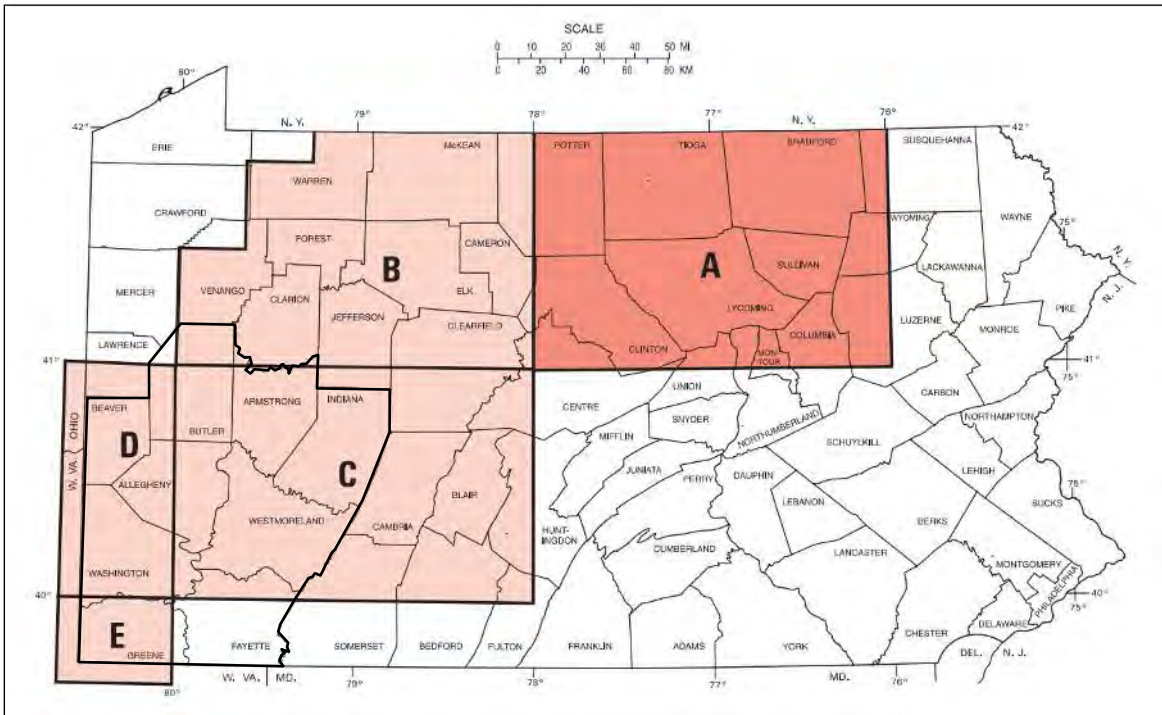 SCALE
0 10 20 30 40 50 MI
0 20 40 60 80 KM
80°
42°
N. Y.
79°
78°
77°
N. Y.
76°
42°
ERIE
WARREN
McKEAN
POTTER
TIOGA
BRADFORD
SUSQUEHANNA
CRAWFORD
FOREST
CAMERON
WYOMING
WAYNE
75°
SULLIVAN
LACKAWANNA
N. Y.
N. J.
MERCER
VENANGO
B
A
CLARION
ELK
LYCOMING
PIKE
JEFFERSON
CLEARFIELD
COLUMBIA
LUZERNE
MONROE
LAWRENCE
CLINTON
MON-
TOUR
41°
41°
75°
UNION
CARBON
BEAVER
ARMSTRONG
INDIANA
CENTRE
SNYDER
NORTHUMBERLAND
NORTHAMPTON
OHIO
W. VA.
D
BUTLER
MIFFLIN
SCHUYLKILL
ALLEGHENY
C
BLAIR
JUNIATA
PERRY
DAUPHIN
LEHIGH
75°
BUCKS
LEBANON
WESTMORELAND
CAMBRIA
HUNT-
INGDON
BERKS
CUMBERLAND
LANCASTER
MONTGOMERY
WASHINGTON
PHILADELPHIA
40°
40°
75°
E
GREENE
FAYETTE
SOMERSET
BEDFORD
FULTON
FRANKLIN
ADAMS
YORK
CHESTER
DELAWARE
DEL.
N. J.
W. VA.
MD.
MD.
80°
79°
78°
77°
76°